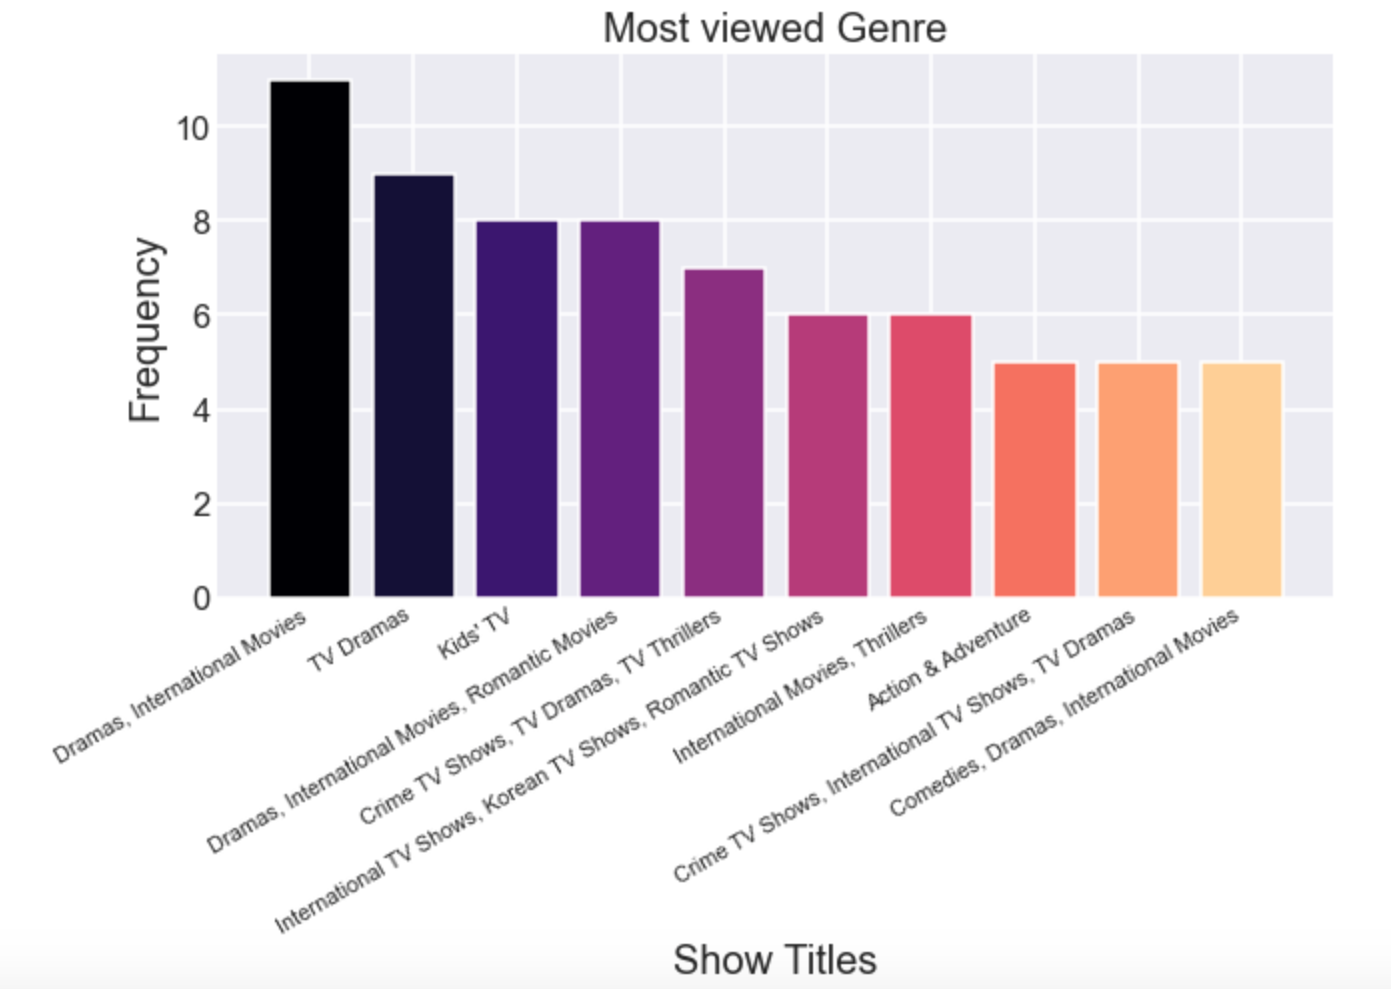 Most viewed Genre
Frequency
10
8
6
4
2
0
Dramas, International Movies
TV Dramas
Kids' TV
Dramas, International Movies, Romantic Movies
Crime TV Shows, TV Dramas, TV Thrillers
International TV Shows, Korean TV Shows, Romantic TV Shows
International Movies, Thrillers
Action & Adventure
Crime TV Shows, International TV Shows, TV Dramas
Comedies, Dramas, International Movies
Show Titles